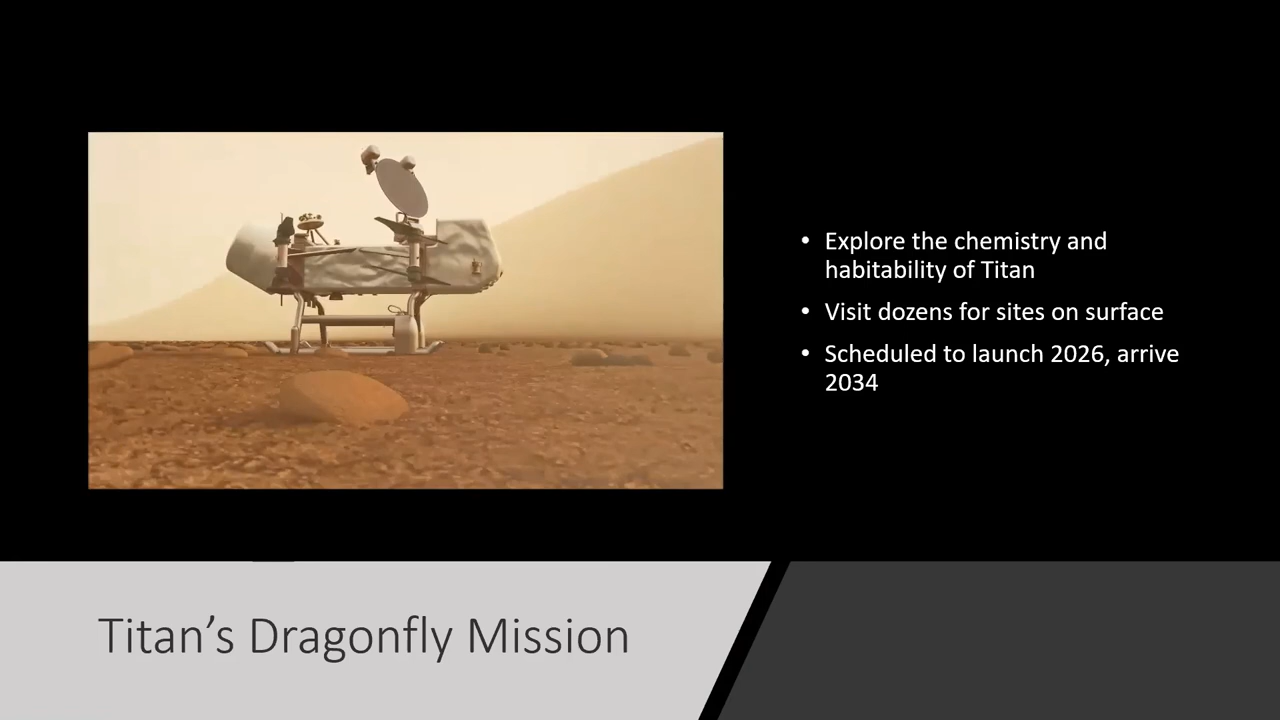 • Explore the chemistry and
habitability of Titan
• Visit dozens for sites on surface
• Scheduled to launch 2026, arrive
2034
Titan’s Dragonfly Mission